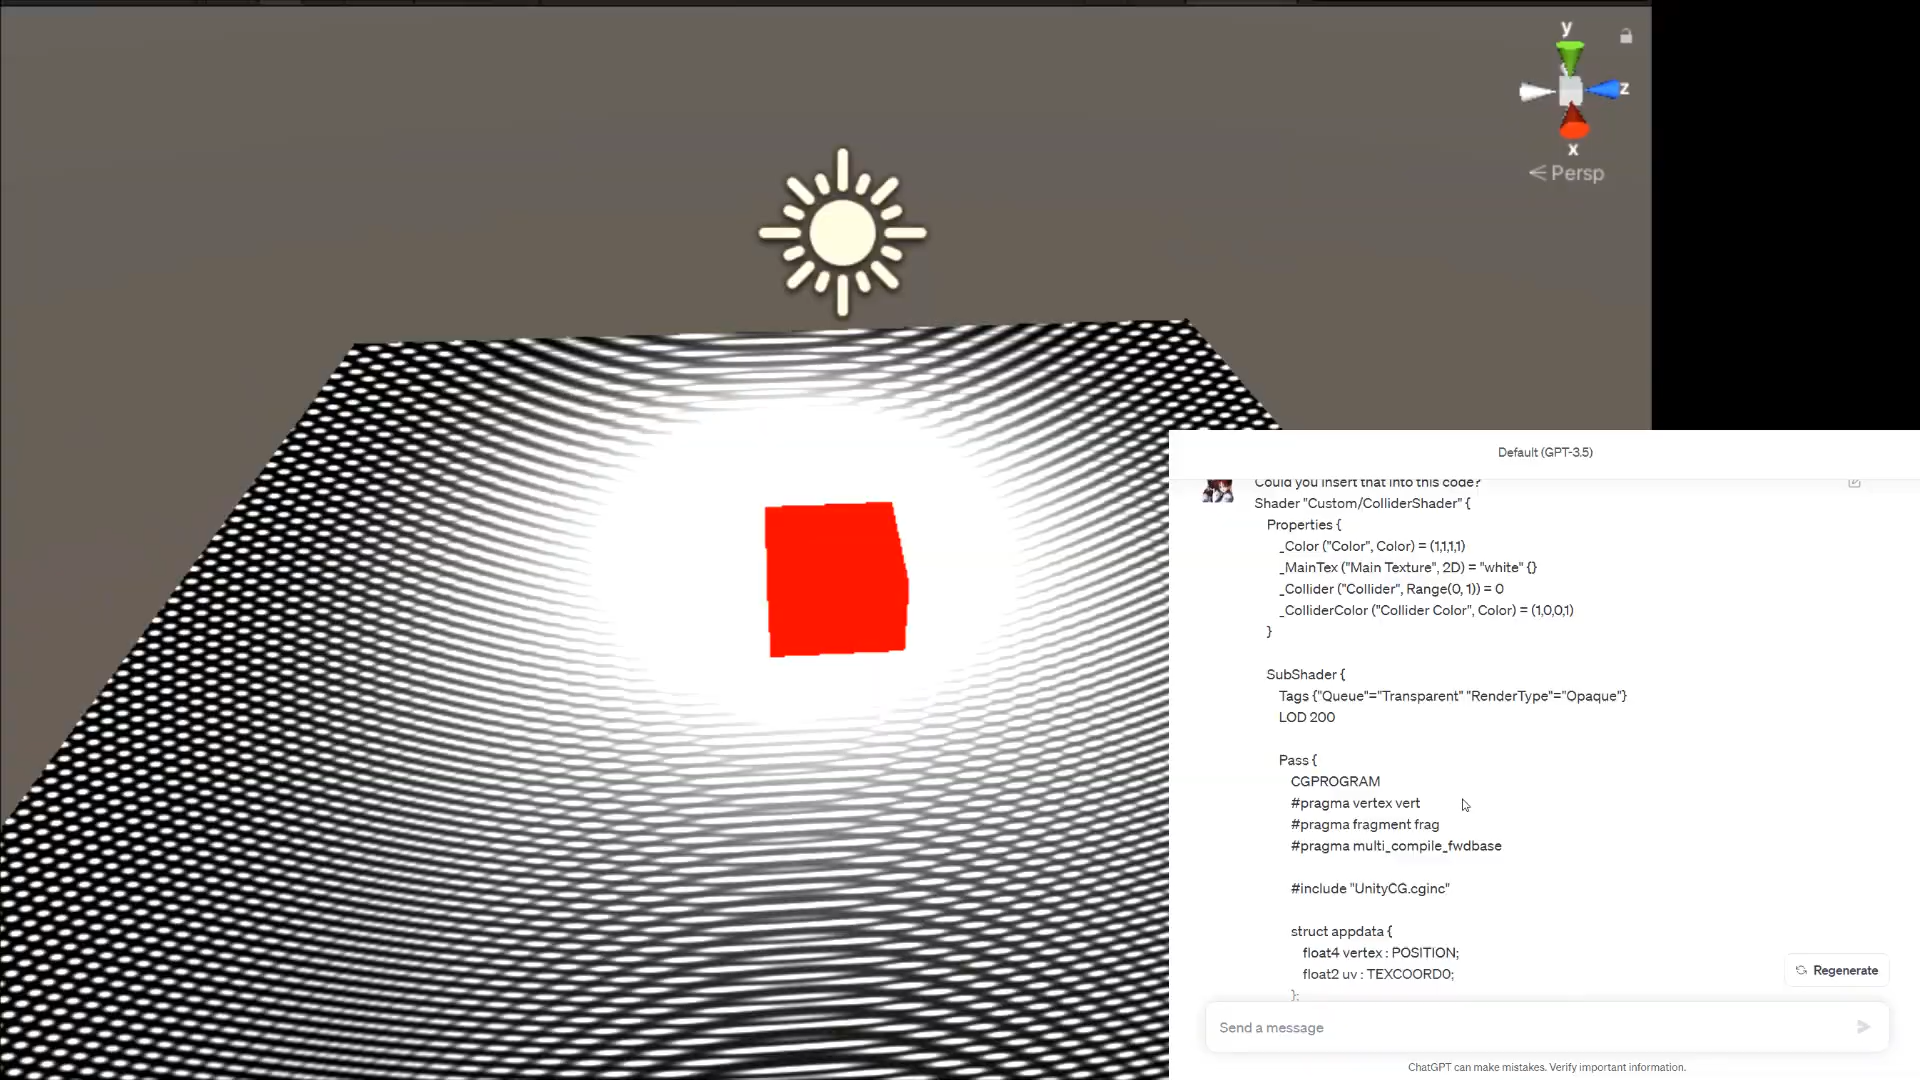 y
z
x
Persp
Default (GPT-3.5)
Could you insert that into this code?
Shader "Custom/ColliderShader" {
Properties {
_Color ("Color", Color) = (1,1,1,1)
_MainTex ("Main Texture", 2D) = "white" {}
_Collider ("Collider", Range(0, 1)) = 0
_ColliderColor ("Collider Color", Color) = (1,0,0,1)
}
SubShader {
Tags {"Queue"="Transparent" "RenderType"="Opaque"}
LOD 200
Pass {
CGPROGRAM
#pragma vertex vert
#pragma fragment frag
#pragma multi_compile_fwdbase
#include "UnityCG.cginc"
struct appdata {
float4 vertex : POSITION;
float2 uv : TEXCOORD0;
};
Regenerate
Send a message
ChatGPT can make mistakes. Verify important information.